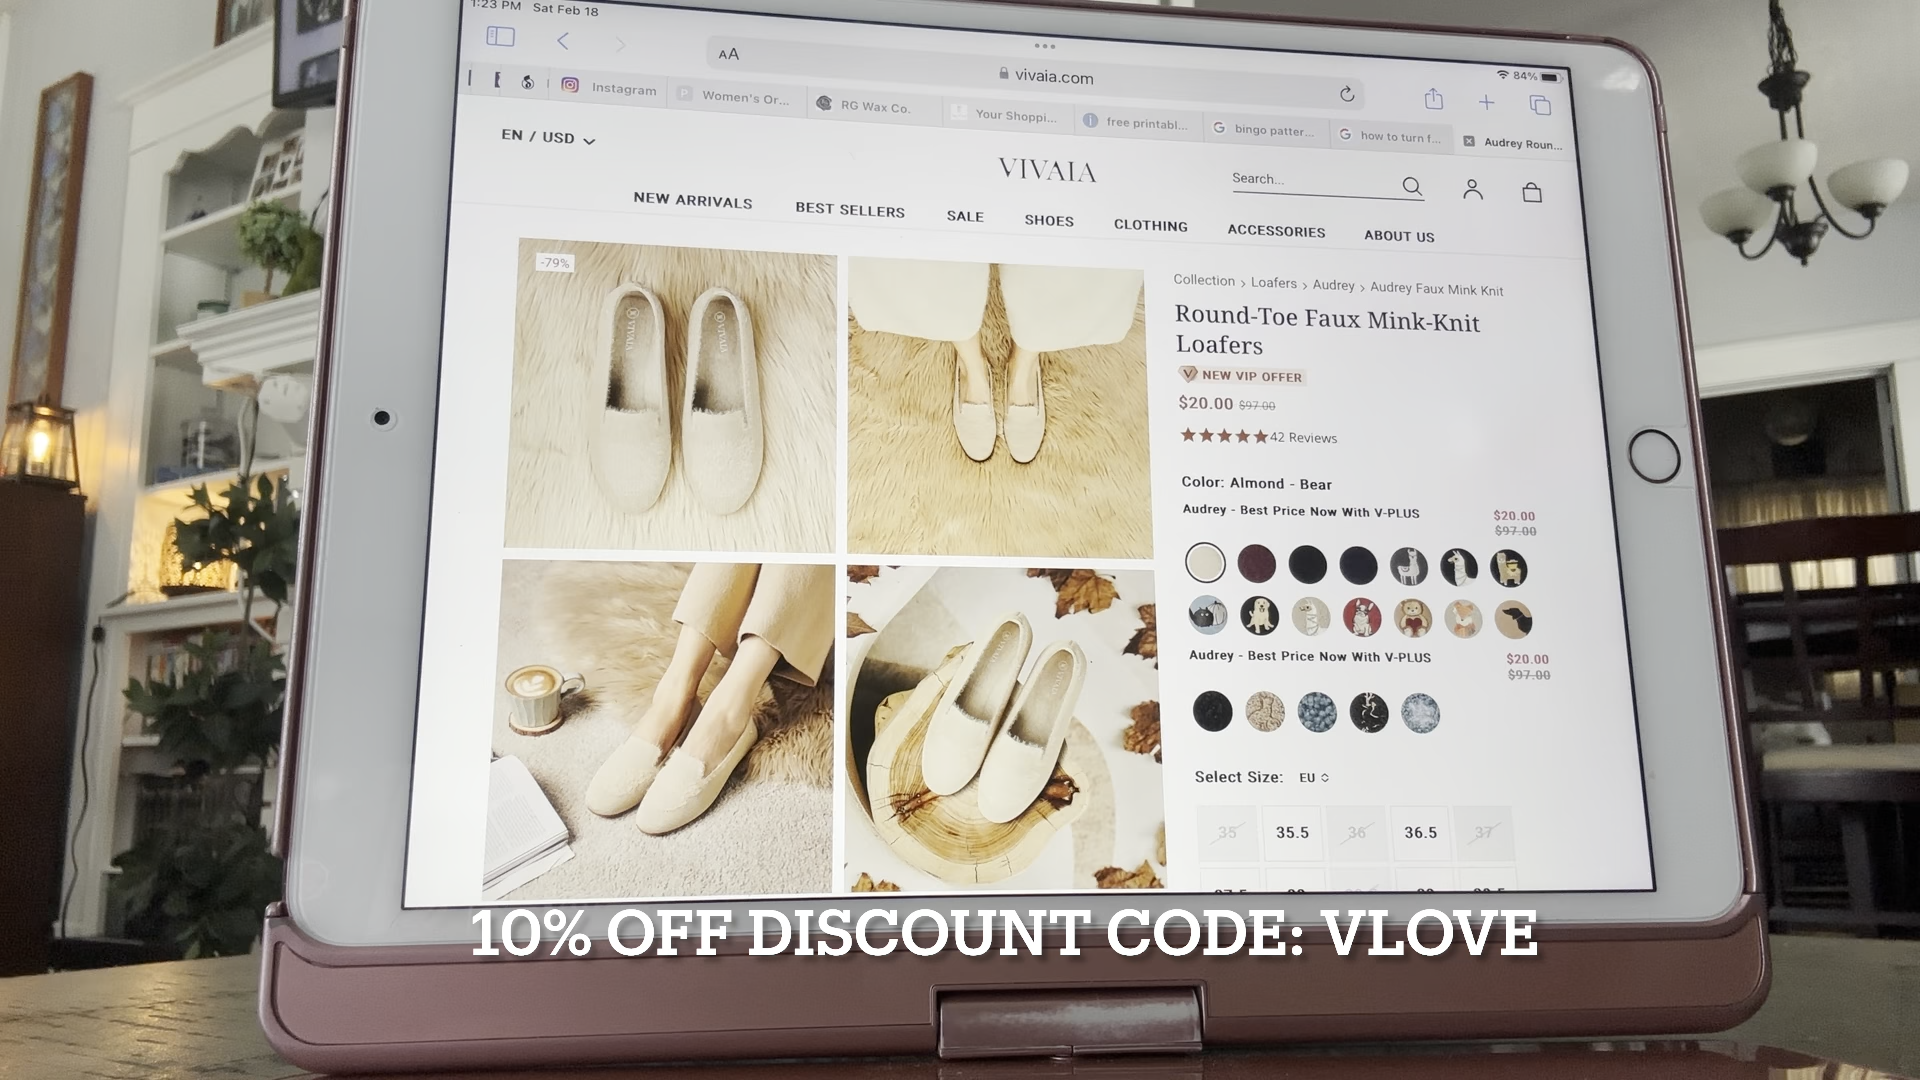 1:23 PM Sat Feb 18
84%
AA
vivaia.com
Instagram
Women's Or...
RG Wax Co.
Your Shoppi...
free printabl...
bingo patter...
how to turn f...
Audrey Roun...
EN / USD
VIVAIA
Search...
NEW ARRIVALS BEST SELLERS SALE SHOES CLOTHING ACCESSORIES ABOUT US
-79%
VIVAIA
VIVAIA
Collection > Loafers > Audrey > Audrey Faux Mink Knit
Round-Toe Faux Mink-Knit
Loafers
NEW VIP OFFER
$20.00 $97.00
42 Reviews
Color: Almond - Bear
Audrey - Best Price Now With V-PLUS
$20.00
$97.00
Audrey - Best Price Now With V-PLUS
$20.00
$97.00
Select Size: EU
35 35.5 36 36.5 37
10% OFF DISCOUNT CODE: VLOVE